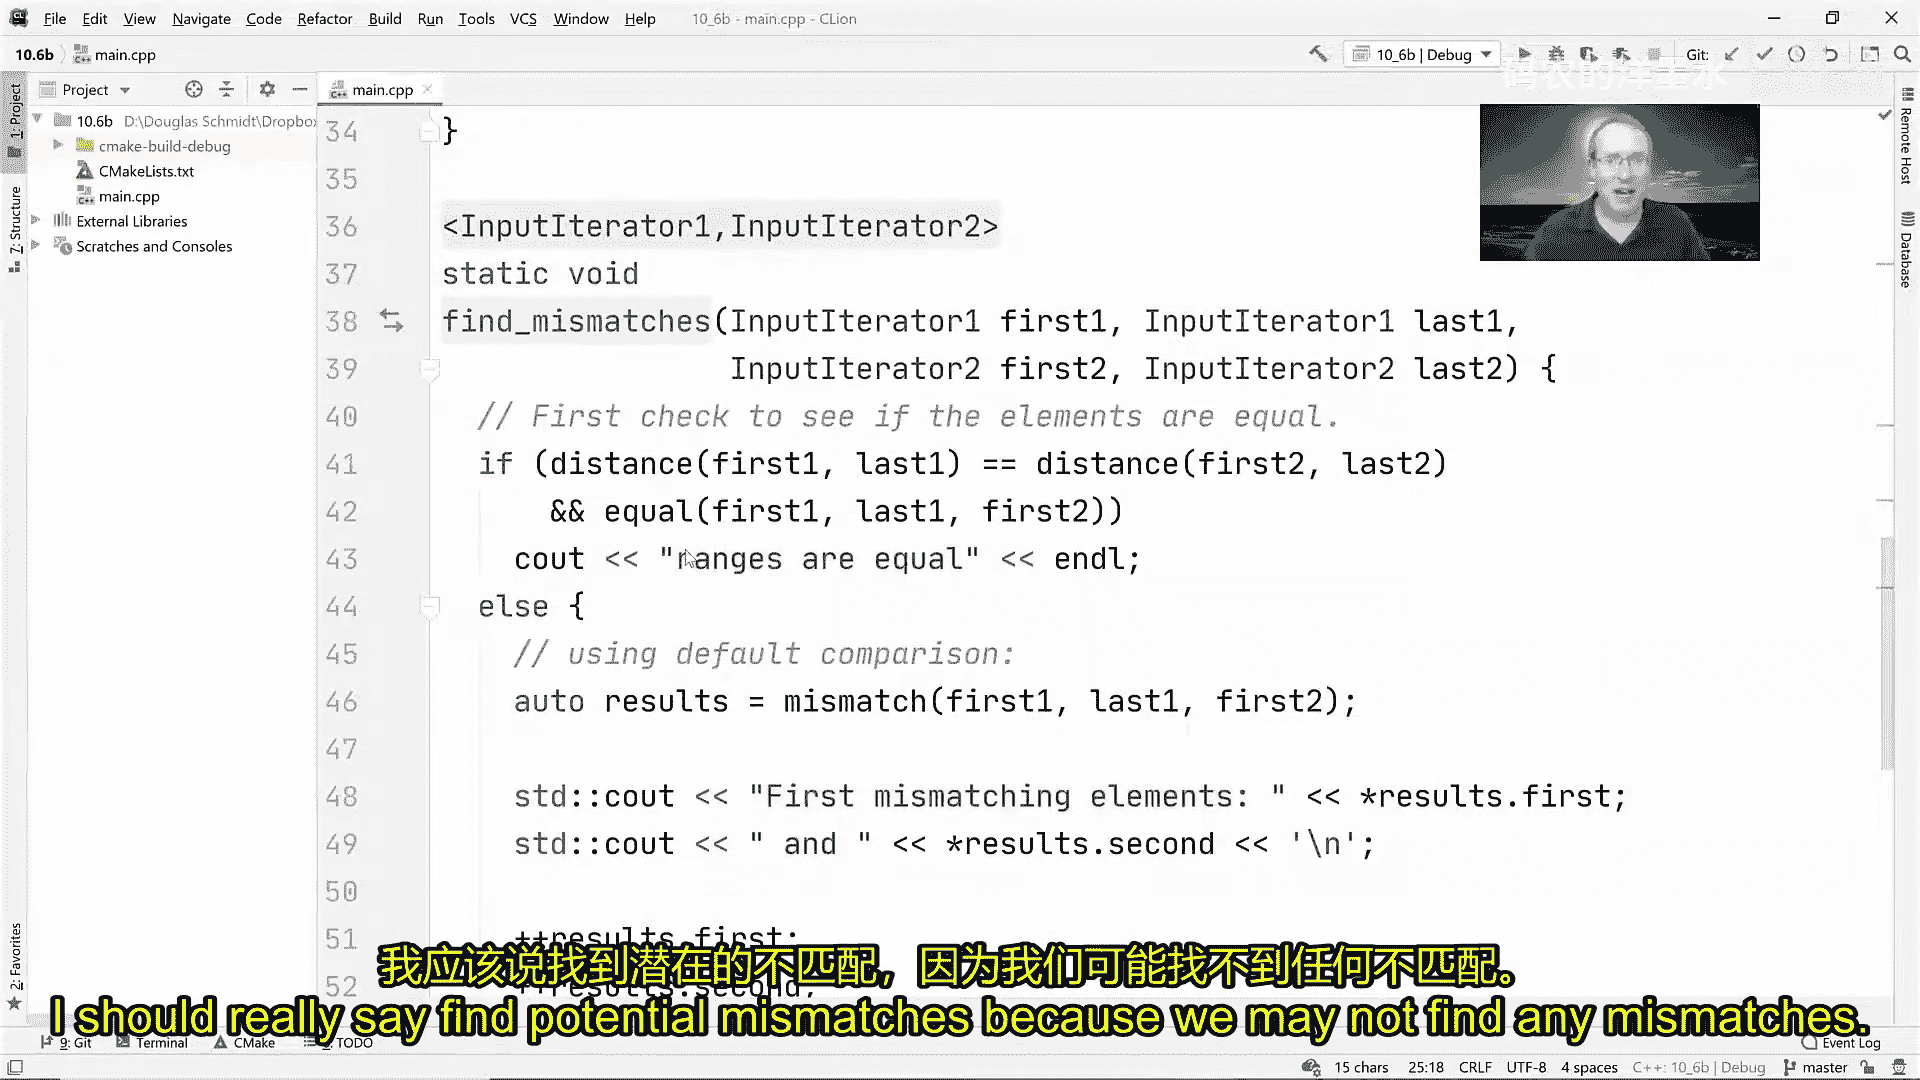 File Edit View Navigate Code Refactor Build Run Tools VCS Window Help 10_6b - main.cpp - CLion
10.6b main.cpp 10_6b | Debug Git:
Project main.cpp
10.6b D:\Douglas Schmidt\Dropbox
cmake-build-debug
CMakeLists.txt
main.cpp
External Libraries
Scratches and Consoles
1: Project
7: Structure
2: Favorites
34 }
35
36 <InputIterator1,InputIterator2>
37 static void
38 find_mismatches(InputIterator1 first1, InputIterator1 last1,
39 InputIterator2 first2, InputIterator2 last2) {
40 // First check to see if the elements are equal.
41 if (distance(first1, last1) == distance(first2, last2)
42 && equal(first1, last1, first2))
43 cout << "ranges are equal" << endl;
44 else {
45 // using default comparison:
46 auto results = mismatch(first1, last1, first2);
47
48 std::cout << "First mismatching elements: " << *results.first;
49 std::cout << " and " << *results.second << '\n';
50
51 ++results.first;
52 ++results.second;
Remote Host
Database
我应该说找到潜在的不匹配，因为我们可能找不到任何不匹配。
I should really say find potential mismatches because we may not find any mismatches.
9: Git Terminal CMake TODO Event Log
15 chars 25:18 CRLF UTF-8 4 spaces C++: 10_6b | Debug master